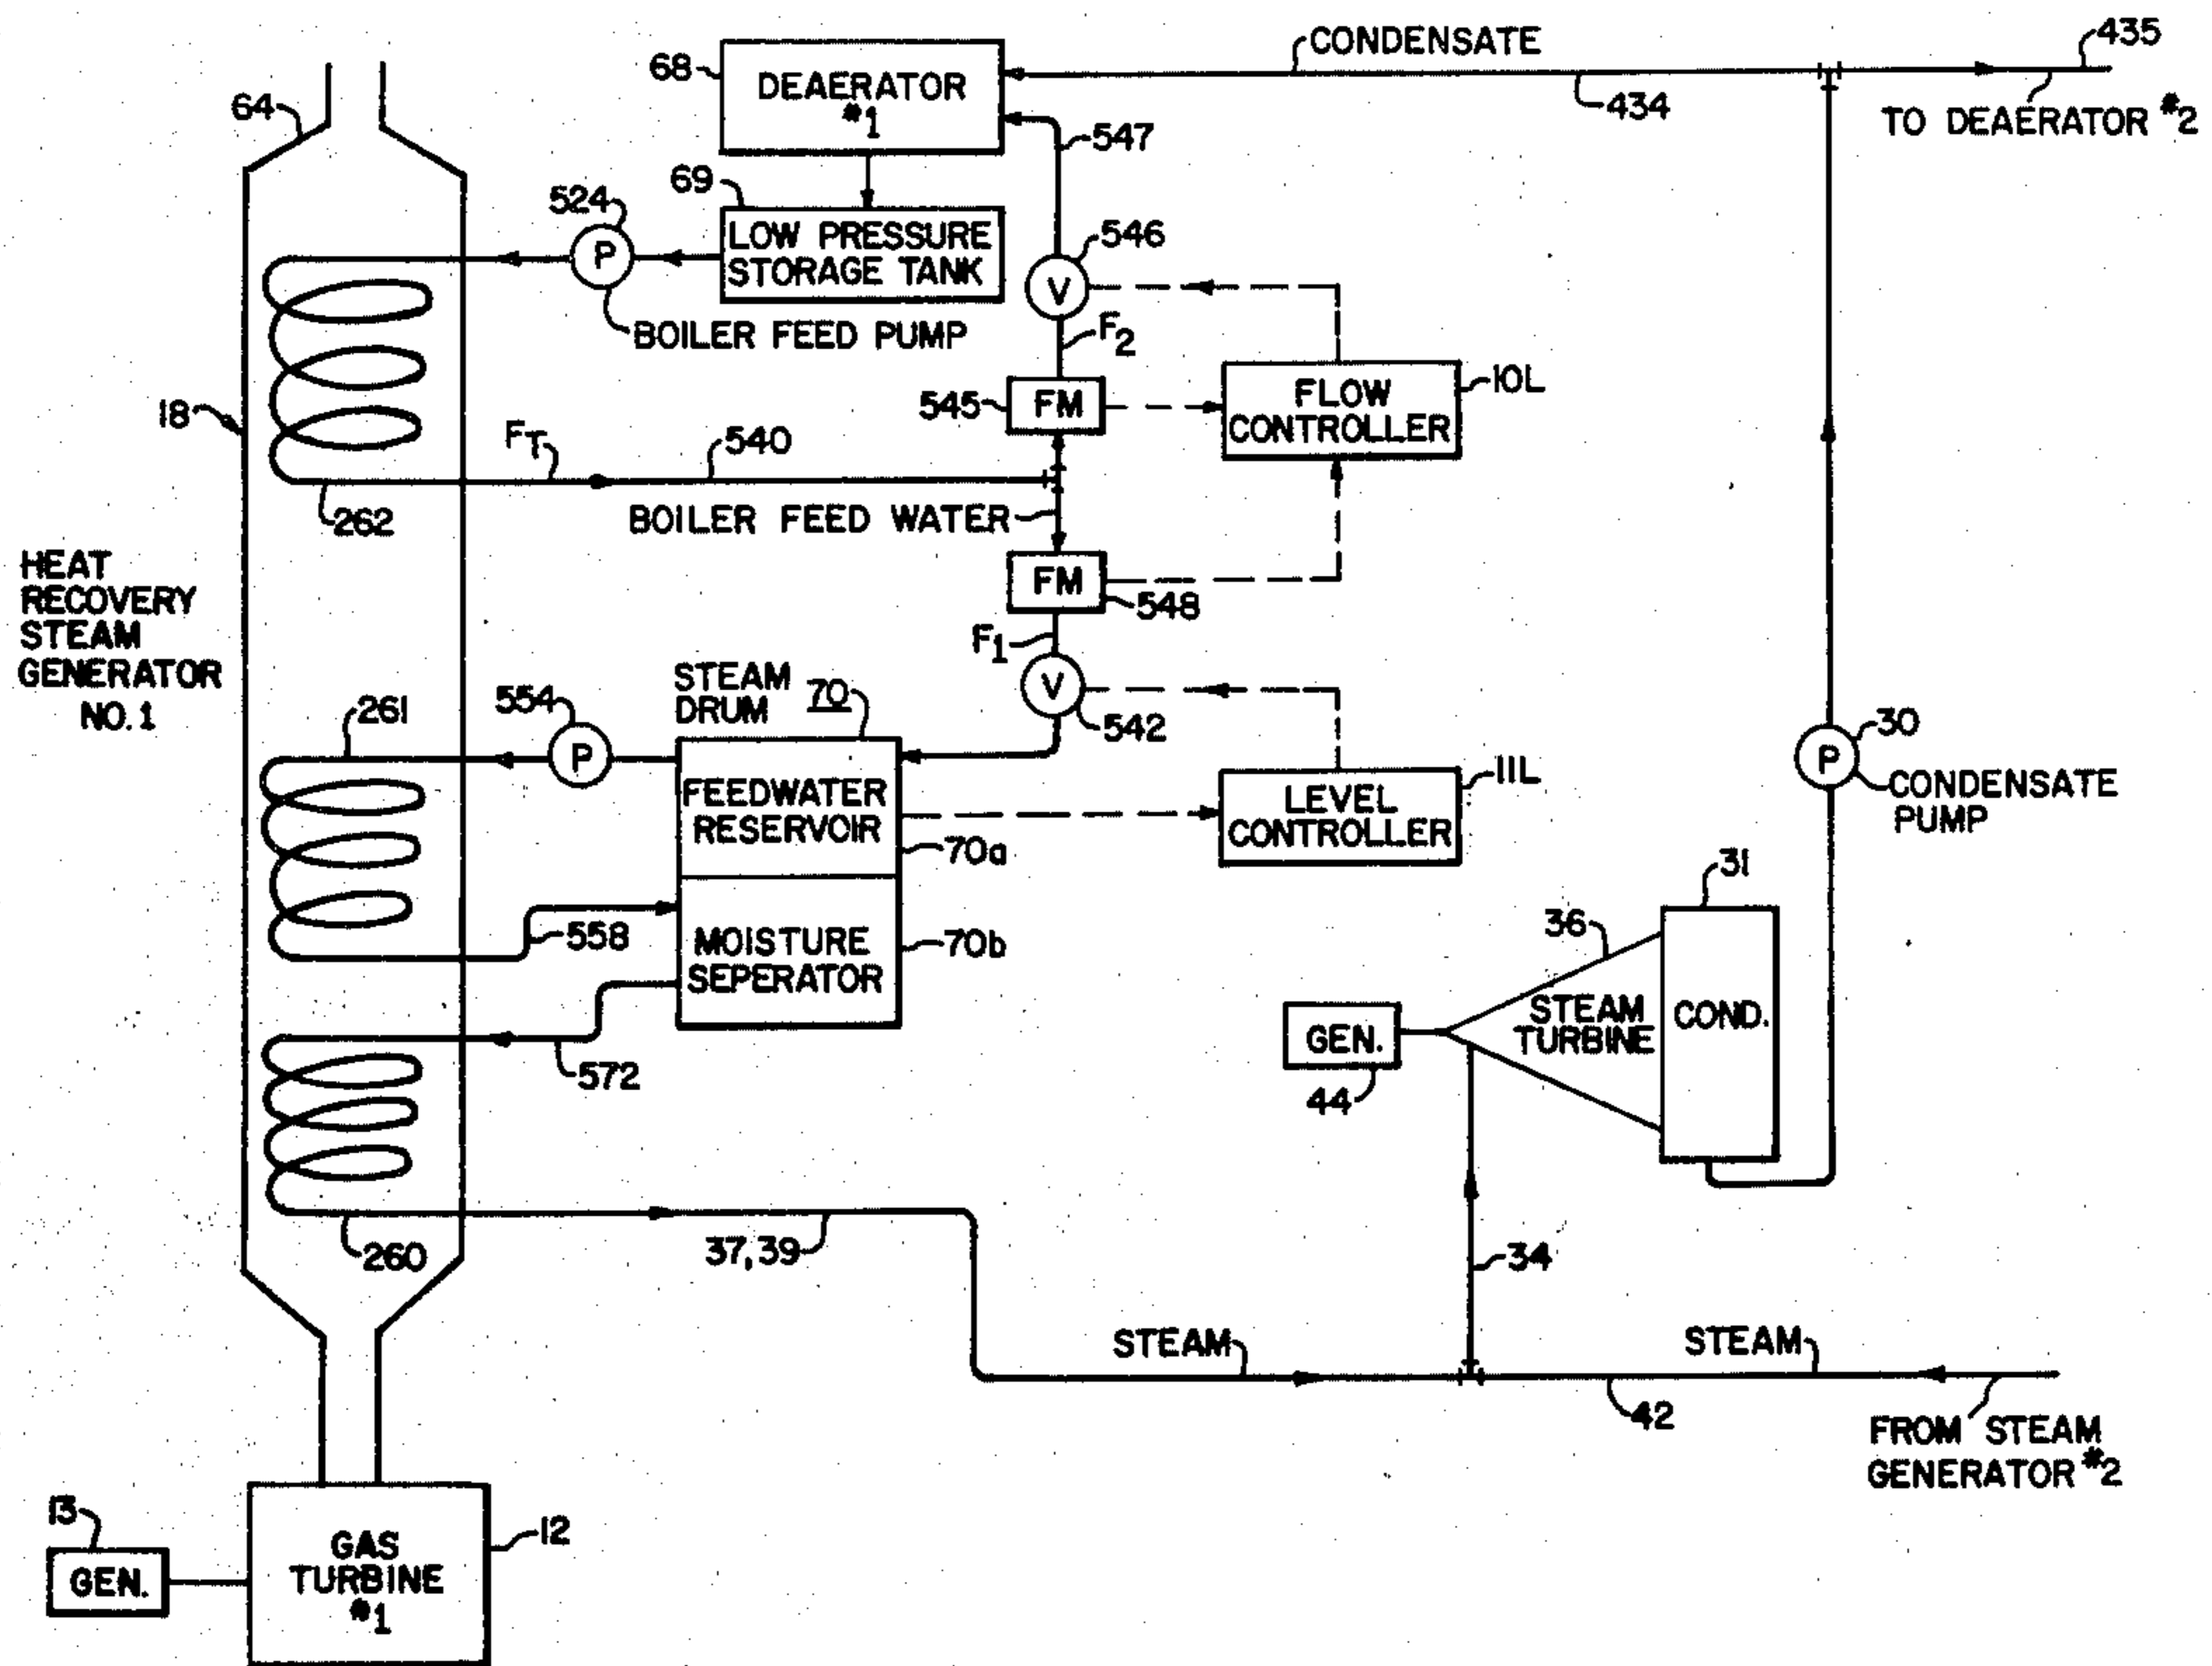 CONDENSATE
435
68
DEAERATOR
#1
434
TO DEAERATOR #2
64
547
69
524
P
LOW PRESSURE
STORAGE TANK
546
V
BOILER FEED PUMP
F2
10L
FLOW
CONTROLLER
545
FM
18
FT
540
262
BOILER FEED WATER
FM
548
HEAT
RECOVERY
STEAM
GENERATOR
NO. 1
F1
STEAM
DRUM
70
V
542
261
554
P
30
P
CONDENSATE
PUMP
FEEDWATER
RESERVOIR
70a
11L
LEVEL
CONTROLLER
31
36
558
MOISTURE
SEPERATOR
70b
STEAM
TURBINE
COND.
GEN.
44
572
260
37,39
34
STEAM
STEAM
42
FROM STEAM
GENERATOR #2
13
GEN.
12
GAS
TURBINE
#1